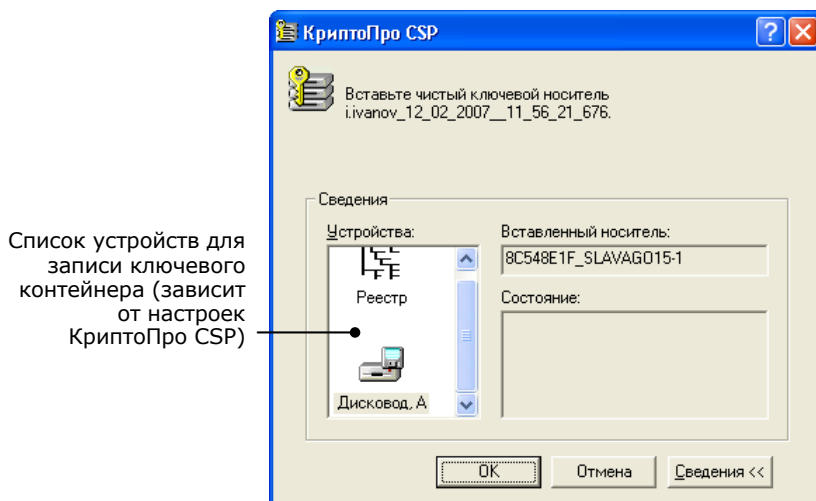 КриптоПро CSP
Вставьте чистый ключевой носитель
i.ivanov_12_02_2007__11_56_21_676.
Сведения
Устройства:
Реестр
Дисковод, A
Вставленный носитель:
8C548E1F_SLAVAGO15-1
Состояние:
OK
Отмена
Сведения <<
Список устройств для
записи ключевого
контейнера (зависит
от настроек
КриптоПро CSP)